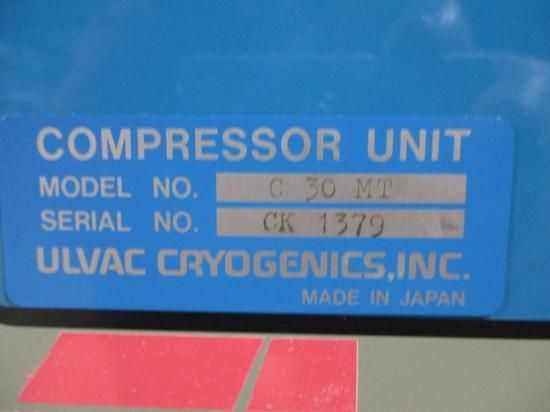 COMPRESSOR UNIT
MODEL NO. C 30 MT
SERIAL NO. CK 1379
ULVAC CRYOGENICS,INC.
MADE IN JAPAN